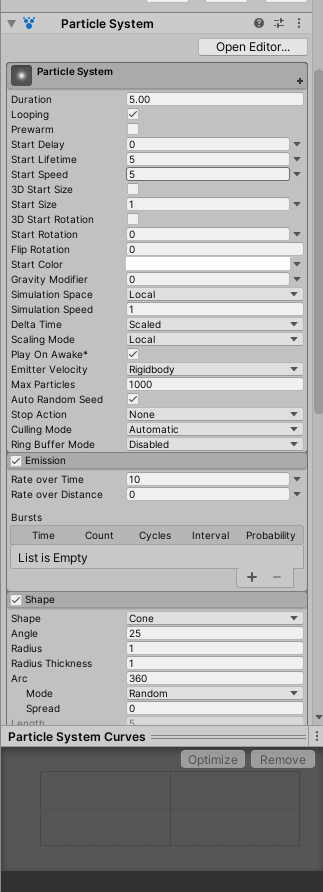 Particle System
Open Editor...
Particle System
Duration 5.00
Looping
Prewarm
Start Delay 0
Start Lifetime 5
Start Speed 5
3D Start Size
Start Size 1
3D Start Rotation
Start Rotation 0
Flip Rotation 0
Start Color
Gravity Modifier 0
Simulation Space Local
Simulation Speed 1
Delta Time Scaled
Scaling Mode Local
Play On Awake*
Emitter Velocity Rigidbody
Max Particles 1000
Auto Random Seed
Stop Action None
Culling Mode Automatic
Ring Buffer Mode Disabled
Emission
Rate over Time 10
Rate over Distance 0
Bursts
Time Count Cycles Interval Probability
List is Empty
Shape
Shape Cone
Angle 25
Radius 1
Radius Thickness 1
Arc 360
Mode Random
Spread 0
Length 5
Particle System Curves
Optimize Remove